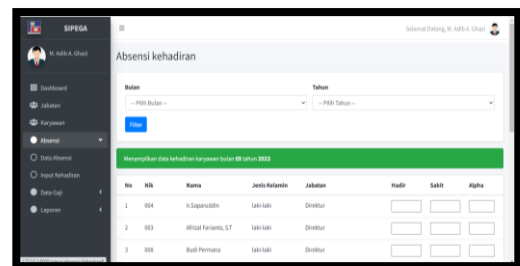 SIPEGA
Selamat Datang, M. Adib A. Ghazi
M. Adib A. Ghazi
Absensi kehadiran
Dashboard
Jabatan
Karyawan
Absensi
Data Absensi
Input Kehadiran
Data Gaji
Laporan
Bulan
Tahun
-- Pilih Bulan --
-- Pilih Tahun --
Filter
Menampilkan data kehadiran karyawan bulan 05 tahun 2023
No Nik Nama Jenis Kelamin Jabatan Hadir Sakit Alpha
1 004 Ir.Saparuddin laki-laki Direktur
2 003 Afrizal Farianto, S.T laki-laki Direktur
3 008 Budi Permana laki-laki Direktur